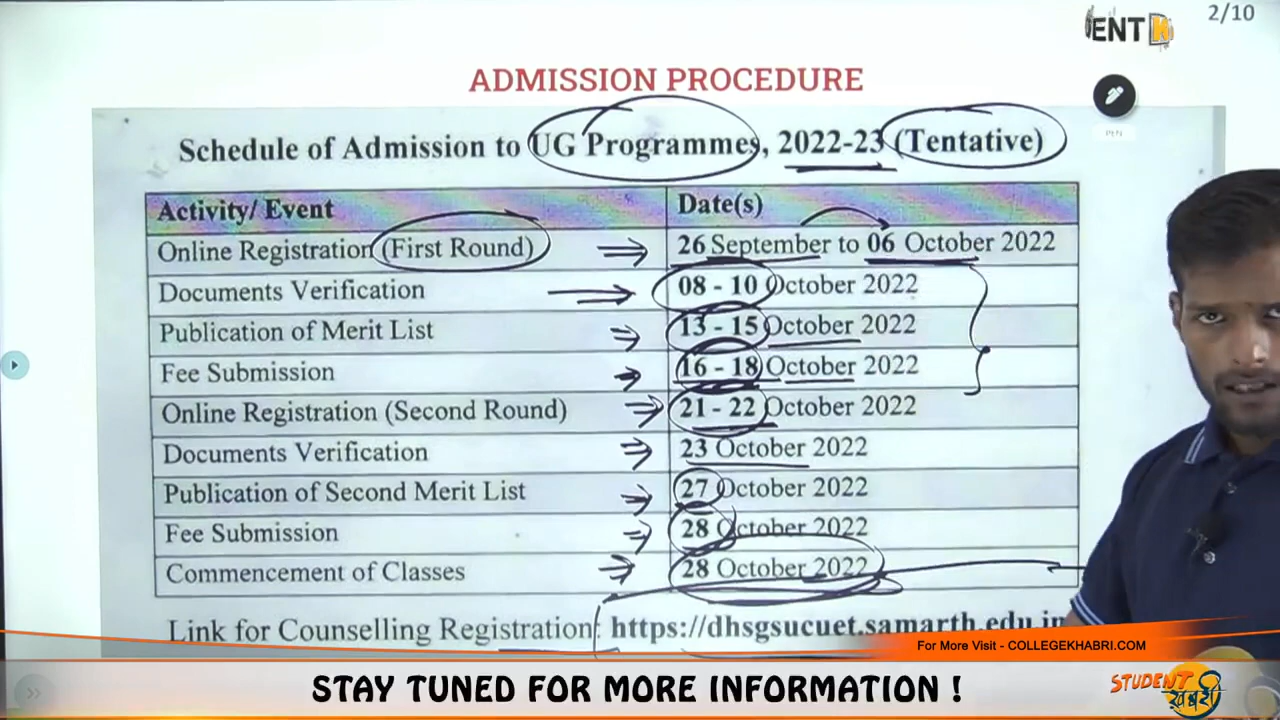 ENT K
2/10
ADMISSION PROCEDURE
PEN
Schedule of Admission to UG Programmes, 2022-23 (Tentative)
Activity/ Event Date(s)
Online Registration (First Round) 26 September to 06 October 2022
Documents Verification 08 - 10 October 2022
Publication of Merit List 13 - 15 October 2022
Fee Submission 16 - 18 October 2022
Online Registration (Second Round) 21 - 22 October 2022
Documents Verification 23 October 2022
Publication of Second Merit List 27 October 2022
Fee Submission 28 October 2022
Commencement of Classes 28 October 2022
Link for Counselling Registration: https://dhsgsucuet.samarth.edu.in
For More Visit - COLLEGEKHABRI.COM
STAY TUNED FOR MORE INFORMATION !
STUDENT
खबरी